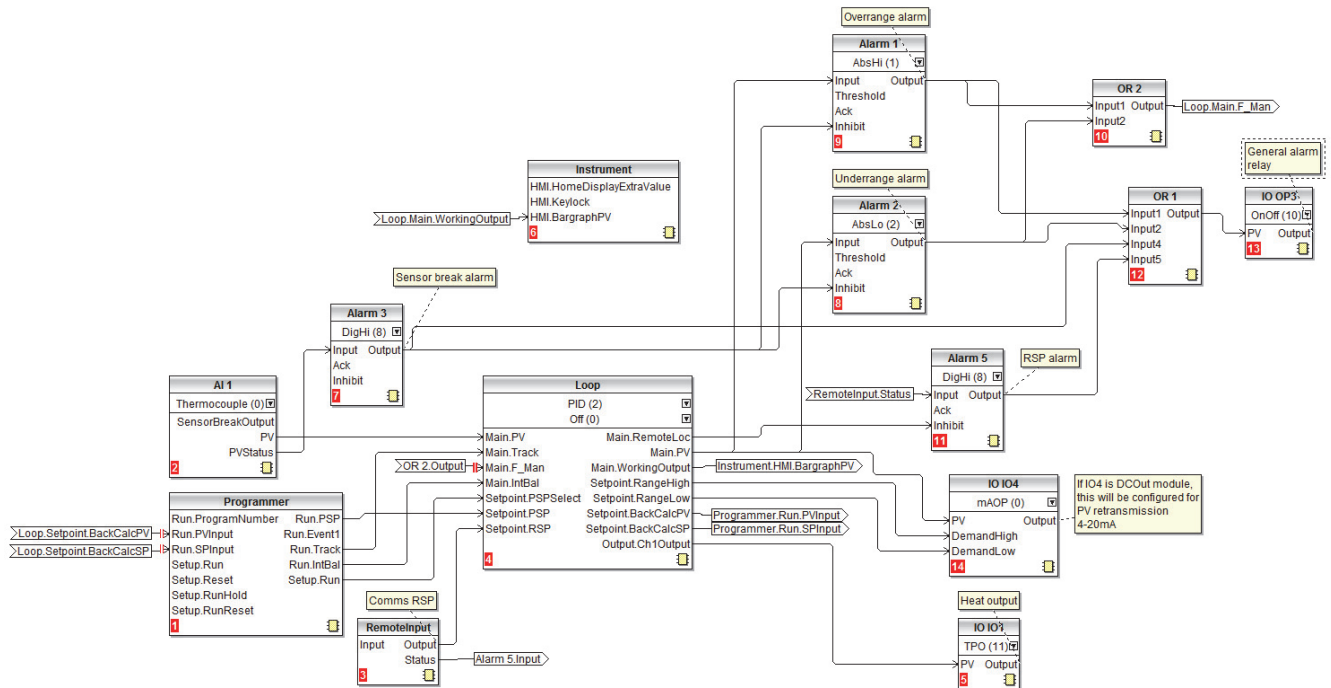 Overrange alarm
Alarm 1
AbsHi (1)
Input Output
Threshold
Ack
Inhibit
9
OR 2
Input1 Output
Input2
10
Loop.Main.F_Man
General alarm
relay
Instrument
HMI.HomeDisplayExtraValue
HMI.Keylock
HMI.BargraphPV
6
Loop.Main.WorkingOutput
Underrange alarm
Alarm 2
AbsLo (2)
Input Output
Threshold
Ack
Inhibit
8
OR 1
Input1 Output
Input2
Input4
Input5
12
IO OP3
OnOff (10)
PV Output
13
Sensor break alarm
Alarm 3
DigHi (8)
Input Output
Ack
Inhibit
7
AI 1
Thermocouple (0)
SensorBreakOutput
PV
PVStatus
2
Loop
PID (2)
Off (0)
Main.PV Main.RemoteLoc
Main.Track Main.PV
Main.F_Man Main.WorkingOutput
Main.IntBal Setpoint.RangeHigh
Setpoint.PSPSelect Setpoint.RangeLow
Setpoint.PSP Setpoint.BackCalcPV
Setpoint.RSP Setpoint.BackCalcSP
Output.Ch1Output
4
OR 2.Output
Instrument.HMI.BargraphPV
Programmer.Run.PVInput
Programmer.Run.SPInput
Alarm 5
DigHi (8)
Input Output
Ack
Inhibit
11
RemoteInput.Status
RSP alarm
IO IO4
mAOP (0)
PV Output
DemandHigh
DemandLow
14
If IO4 is DCOut module,
this will be configured for
PV retransmission
4-20mA
Programmer
Run.ProgramNumber Run.PSP
Run.PVInput Run.Event1
Run.SPInput Run.Track
Setup.Run Run.IntBal
Setup.Reset Setup.Run
Setup.RunHold
Setup.RunReset
1
Loop.Setpoint.BackCalcPV
Loop.Setpoint.BackCalcSP
Comms RSP
RemoteInput
Input Output
Status
3
Alarm 5.Input
Heat output
IO IO1
TPO (11)
PV Output
5